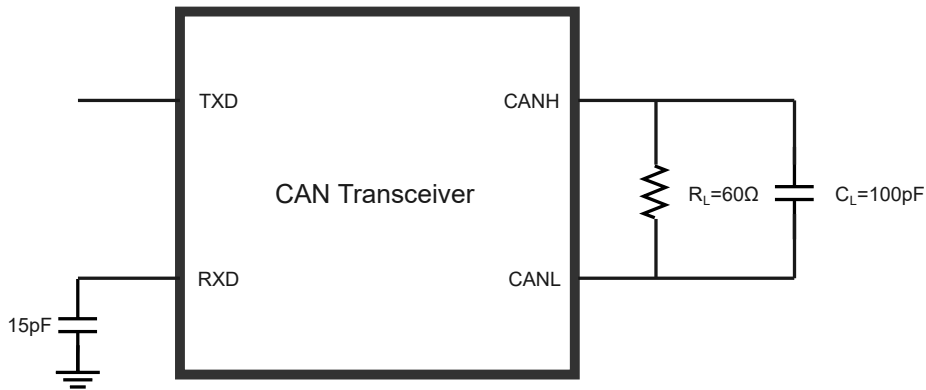 TXD
CANH
CAN Transceiver
R_L=60Ω
C_L=100pF
RXD
CANL
15pF